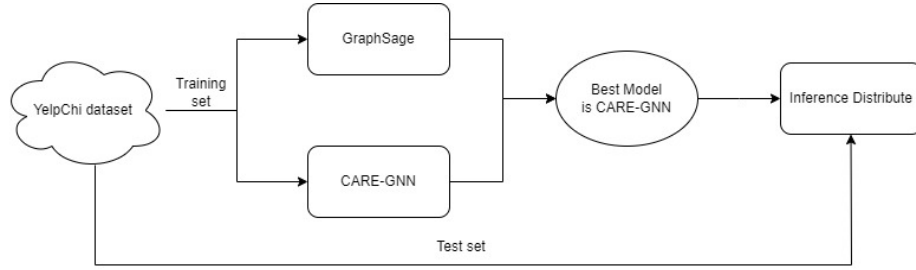 GraphSage
Training
set
YelpChi dataset
Best Model
is CARE-GNN
Inference Distribute
CARE-GNN
Test set